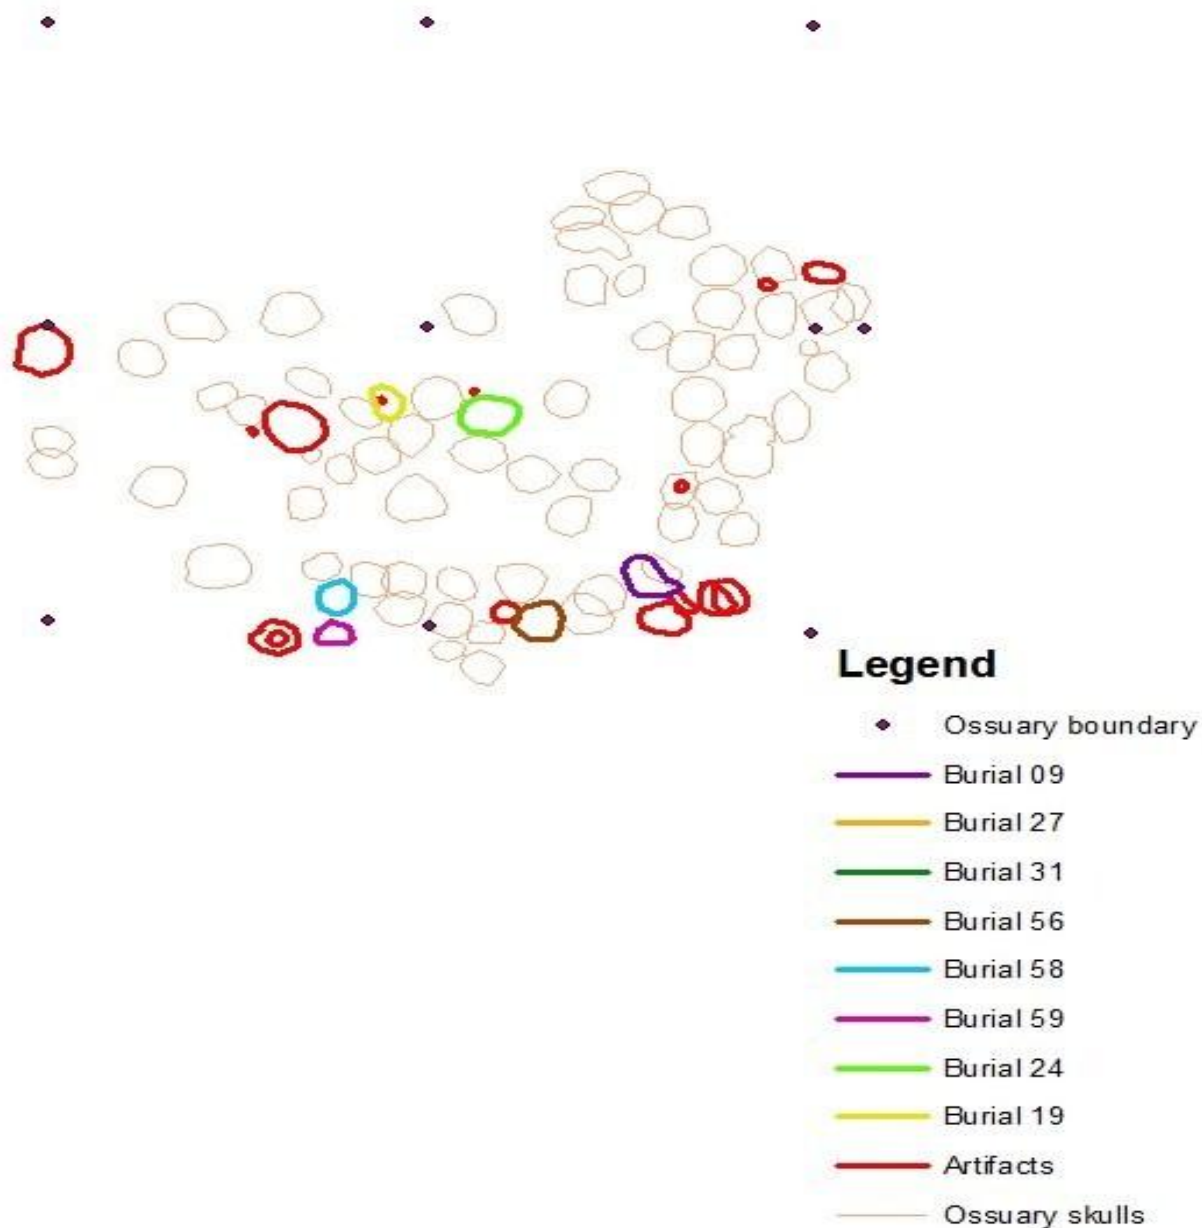 Legend
Ossuary boundary
Burial 09
Burial 27
Burial 31
Burial 56
Burial 58
Burial 59
Burial 24
Burial 19
Artifacts
Ossuary skulls